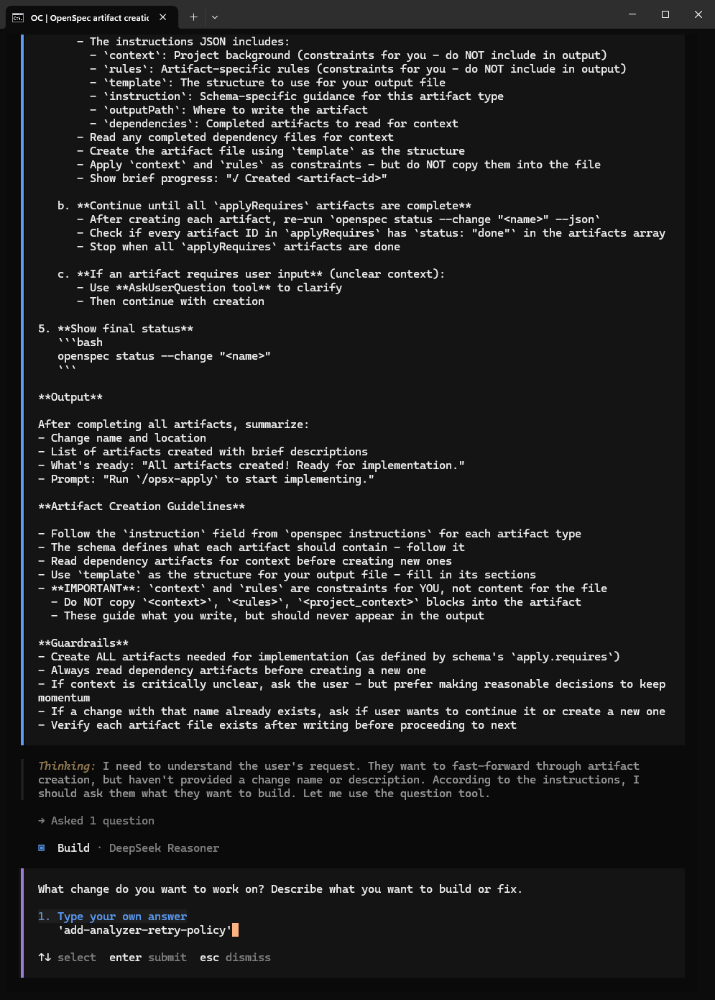 OC | OpenSpec artifact creatic
- The instructions JSON includes:
- `context`: Project background (constraints for you - do NOT include in output)
- `rules`: Artifact-specific rules (constraints for you - do NOT include in output)
- `template`: The structure to use for your output file
- `instruction`: Schema-specific guidance for this artifact type
- `outputPath`: Where to write the artifact
- `dependencies`: Completed artifacts to read for context
- Read any completed dependency files for context
- Create the artifact file using `template` as the structure
- Apply `context` and `rules` as constraints - but do NOT copy them into the file
- Show brief progress: "✓ Created <artifact-id>"
b. **Continue until all `applyRequires` artifacts are complete**
- After creating each artifact, re-run `openspec status --change "<name>" --json`
- Check if every artifact ID in `applyRequires` has `status: "done"` in the artifacts array
- Stop when all `applyRequires` artifacts are done
c. **If an artifact requires user input** (unclear context):
- Use **AskUserQuestion tool** to clarify
- Then continue with creation
5. **Show final status**
```bash
openspec status --change "<name>"
```
**Output**
After completing all artifacts, summarize:
- Change name and location
- List of artifacts created with brief descriptions
- What's ready: "All artifacts created! Ready for implementation."
- Prompt: "Run `/opsx-apply` to start implementing."
**Artifact Creation Guidelines**
- Follow the `instruction` field from `openspec instructions` for each artifact type
- The schema defines what each artifact should contain - follow it
- Read dependency artifacts for context before creating new ones
- Use `template` as the structure for your output file - fill in its sections
- **IMPORTANT**: `context` and `rules` are constraints for YOU, not content for the file
- Do NOT copy `<context>`, `<rules>`, `<project_context>` blocks into the artifact
- These guide what you write, but should never appear in the output
**Guardrails**
- Create ALL artifacts needed for implementation (as defined by schema's `apply.requires`)
- Always read dependency artifacts before creating a new one
- If context is critically unclear, ask the user - but prefer making reasonable decisions to keep
momentum
- If a change with that name already exists, ask if user wants to continue it or create a new one
- Verify each artifact file exists after writing before proceeding to next
Thinking: I need to understand the user's request. They want to fast-forward through artifact
creation, but haven't provided a change name or description. According to the instructions, I
should ask them what they want to build. Let me use the question tool.
→ Asked 1 question
Build · DeepSeek Reasoner
What change do you want to work on? Describe what you want to build or fix.
1. Type your own answer
'add-analyzer-retry-policy'
↑↓ select enter submit esc dismiss